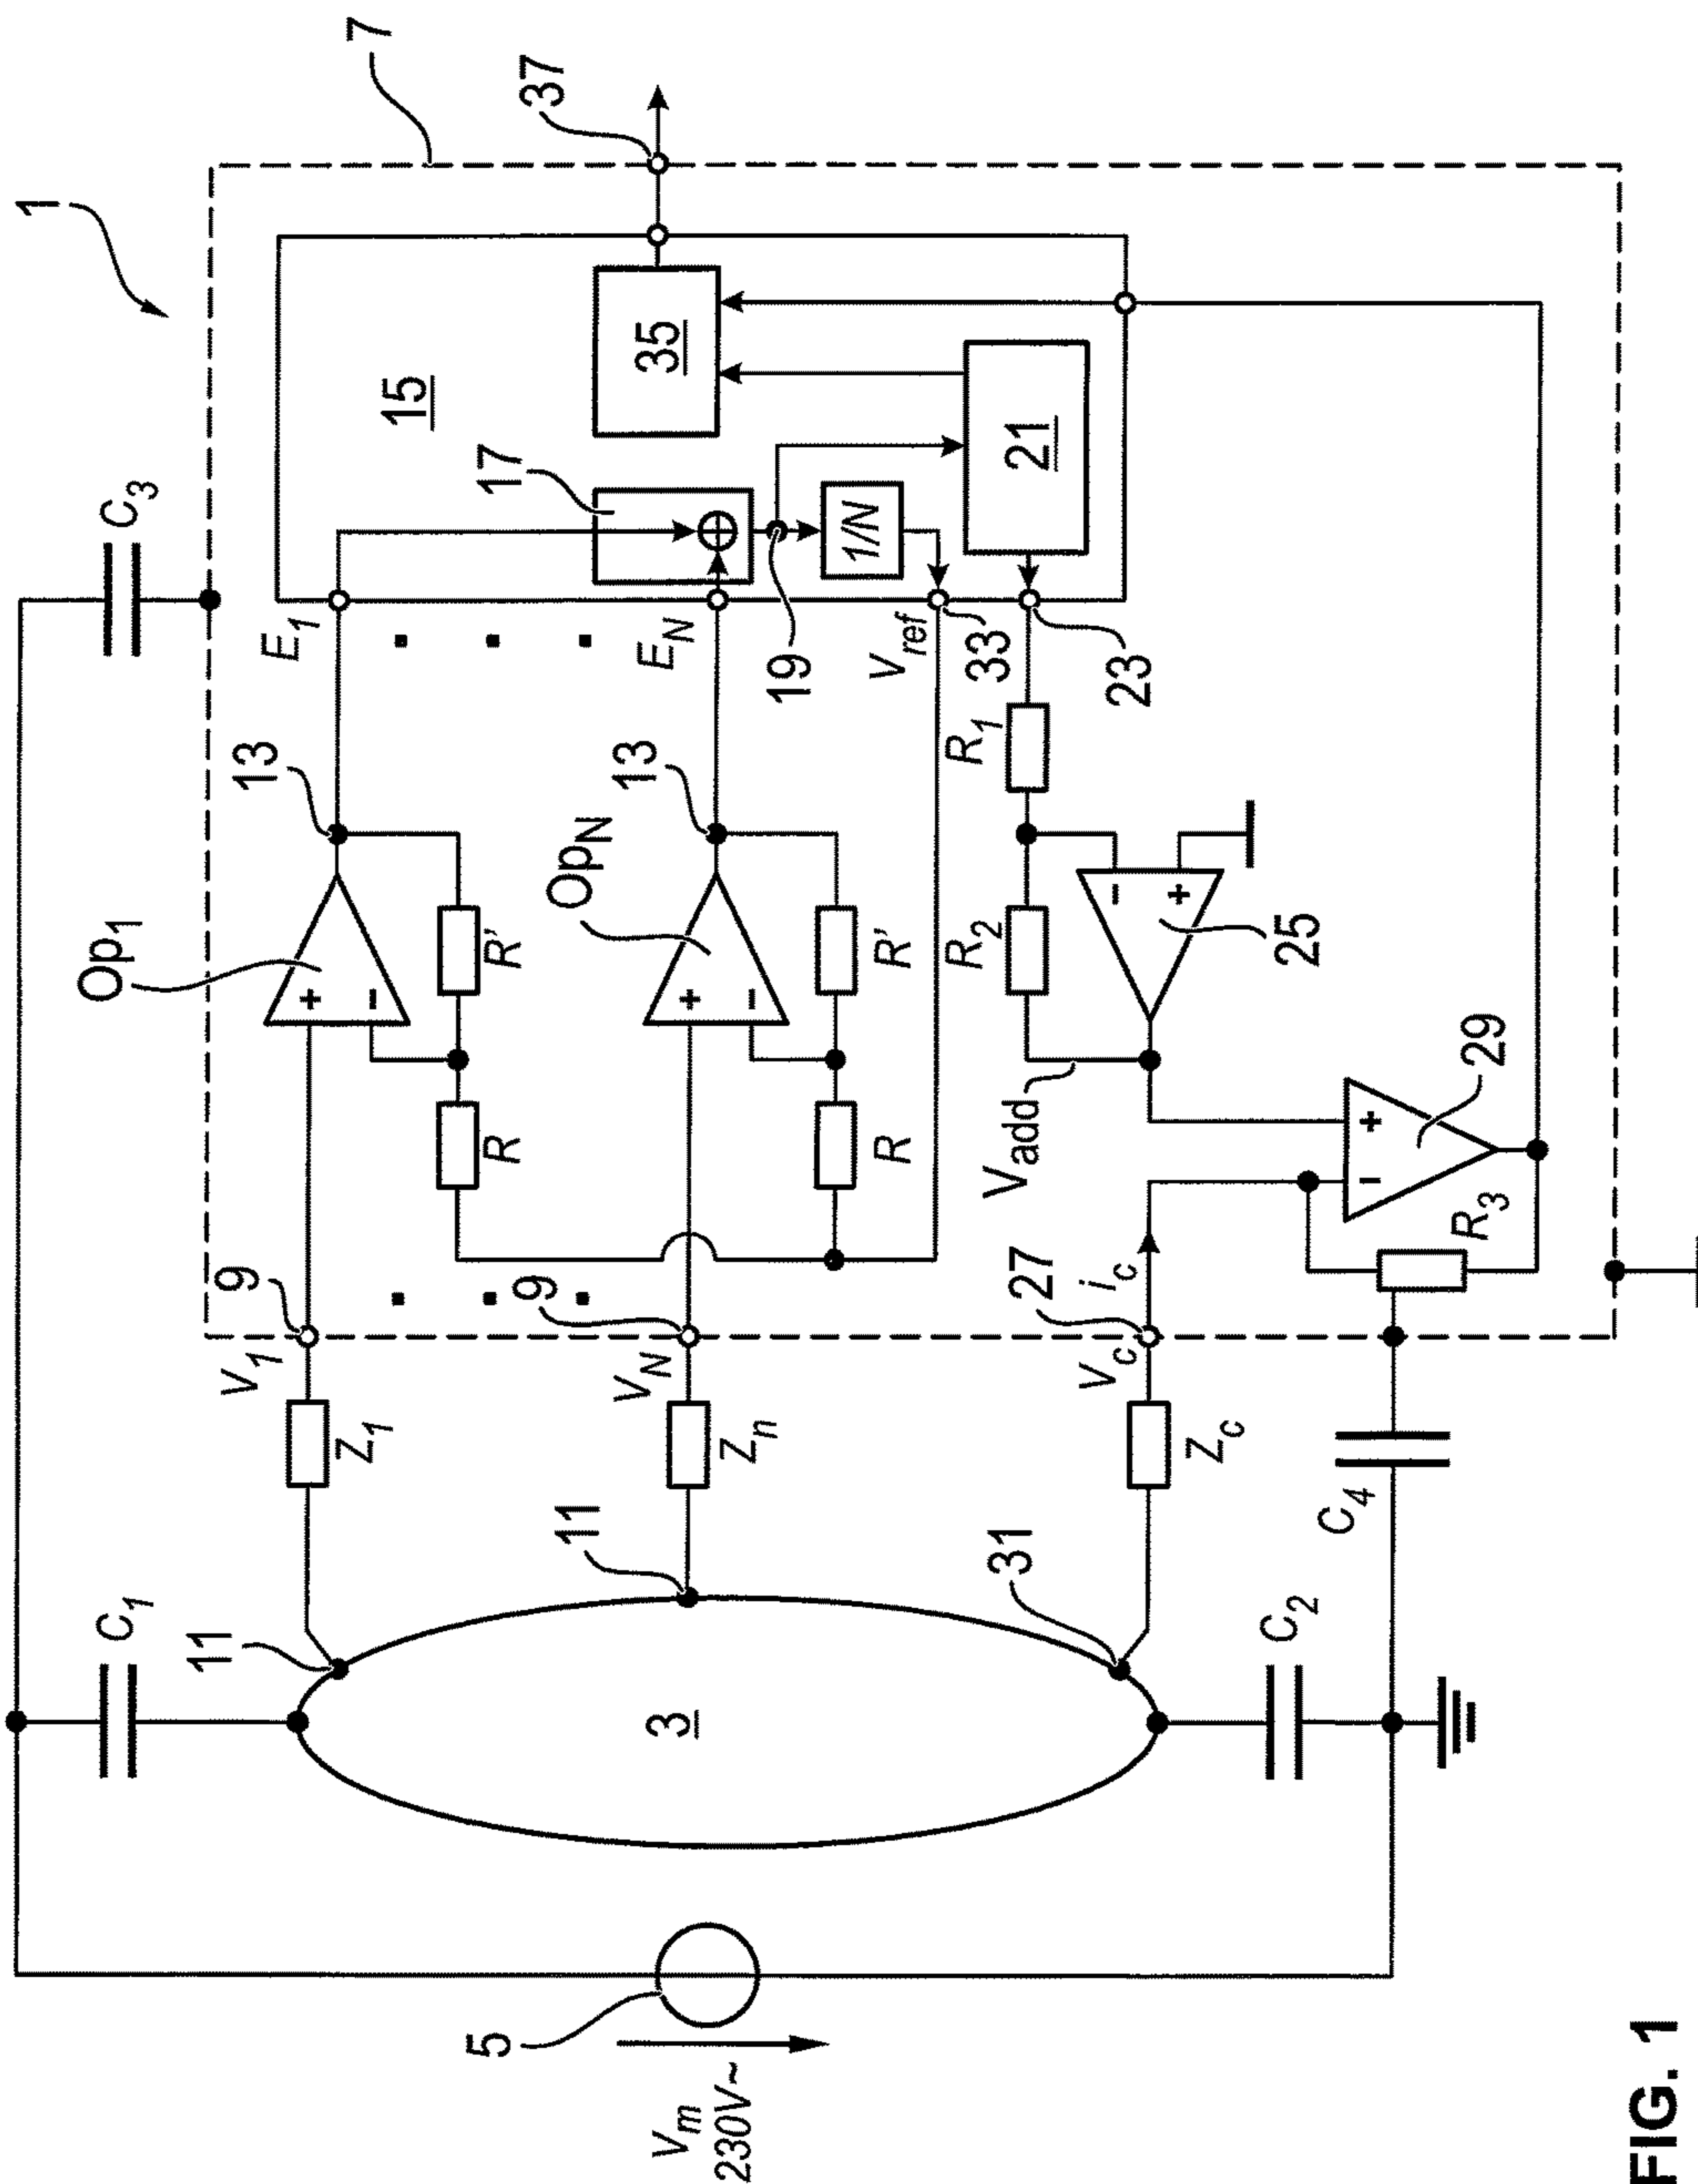 1
7
C3
37
15
35
17
21
1/N
E1
EN
19
Vref
33
23
13
13
Op1
OpN
R'
R'
R1
R2
+
-
+
-
-
+
25
R
R
Vadd
29
+
-
R3
9
9
27
ic
V1
VN
Vc
Z1
Zn
Zc
C4
11
11
31
C1
C2
3
5
Vm
230V~
FIG. 1